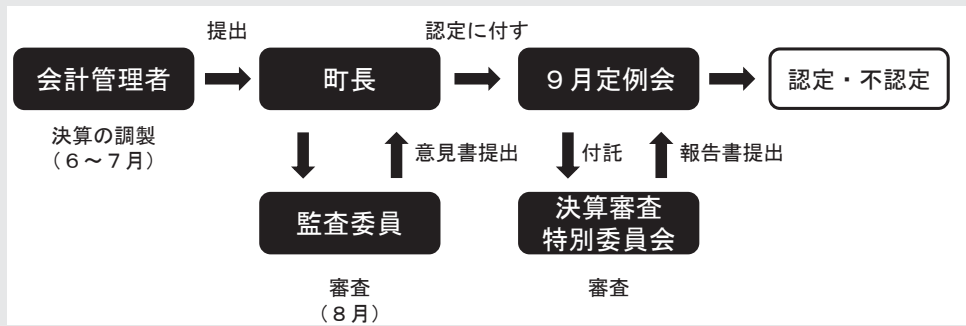 提出
認定に付す
会計管理者
町長
９月定例会
認定・不認定
決算の調製
（６～７月）
意見書提出
付託
報告書提出
監査委員
決算審査
特別委員会
審査
（８月）
審査